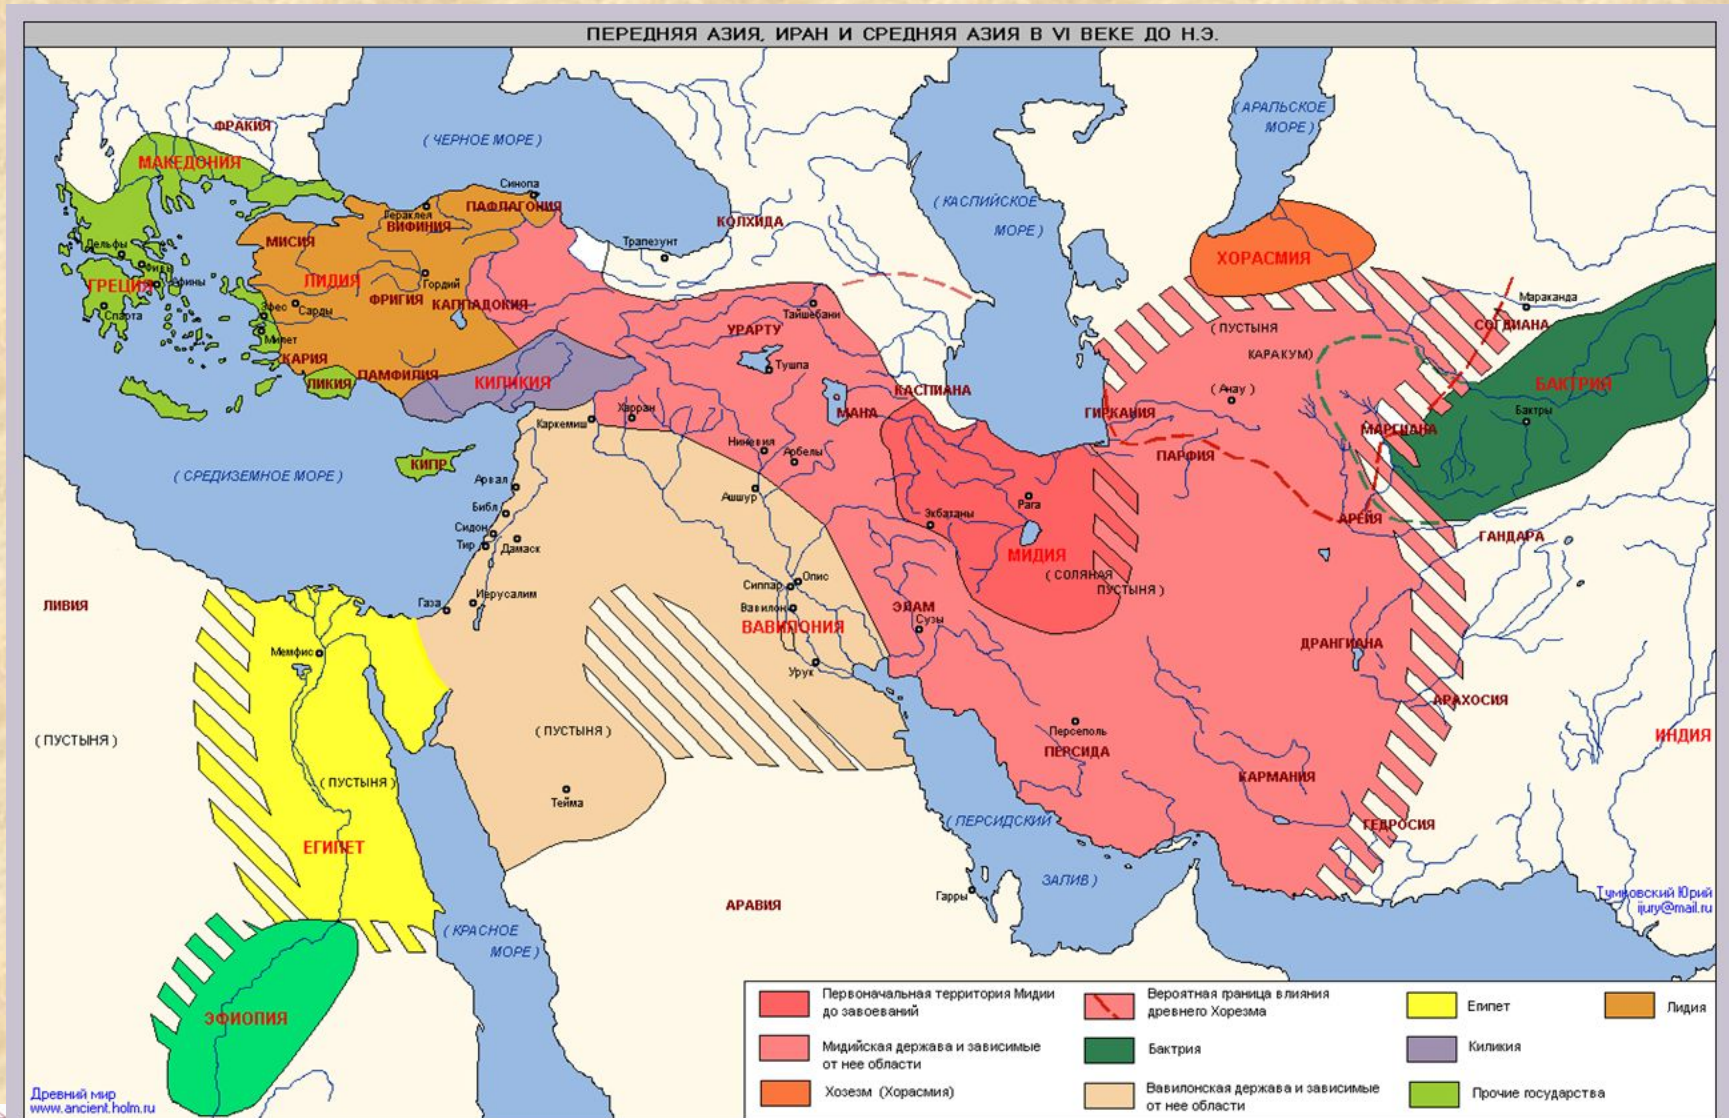 ПЕРЕДНЯЯ АЗИЯ, ИРАН И СРЕДНЯЯ АЗИЯ В VI ВЕКЕ ДО Н.Э.
ФРАКИЯ
МАКЕДОНИЯ
( ЧЕРНОЕ МОРЕ )
( АРАЛЬСКОЕ
МОРЕ )
( КАСПИЙСКОЕ
МОРЕ )
Синопа
ПАФЛАГОНИЯ
Гераклел
ВИФИНИЯ
МИСИЯ
КОЛХИДА
Трапезунт
ХОРАСМИЯ
Дельфы
Фивы
Афины
ГРЕЦИЯ
Спарта
ЛИДИЯ
Гордий
ФРИГИЯ
КАППАДОКИЯ
Эфес
Сарды
Милет
КАРИЯ
ЛИКИЯ
ПАМФИЛИЯ
КИЛИКИЯ
УРАРТУ
Тайшебани
Тушпа
КАСПИАНА
МАНА
Мараканда
СОГДИАНА
( ПУСТЫНЯ
КАРАКУМ)
( Анау )
БАКТРИЯ
Бактры
ГИРКАНИЯ
МАРГИАНА
ПАРФИЯ
Харран
Каркемиш
Ниневил
Арбелы
Ашшур
КИПР
( СРЕДИЗЕМНОЕ МОРЕ )
Арвал
Библ
Сидон
Тир
Дамаск
Рага
Экбатаны
МИДИЯ
( СОЛЯНАЯ
ПУСТЫНЯ )
АРЕЙЯ
ГАНДАРА
ЛИВИЯ
Газа
Иерусалим
Опис
Сиппар
Вавилон
ВАВИЛОНИЯ
Урук
ЭЛАМ
Сузы
ДРАНГИАНА
АРАХОСИЯ
ИНДИЯ
Мемфис
( ПУСТЫНЯ )
( ПУСТЫНЯ )
( ПУСТЫНЯ )
Тейма
Персеполь
ПЕРСИДА
КАРМАНИЯ
ГЕДРОСИЯ
ЕГИПЕТ
( ПЕРСИДСКИЙ
ЗАЛИВ )
Гарры
АРАВИЯ
( КРАСНОЕ
МОРЕ )
ЭФИОПИЯ
Тумковский Юрий
ijury@mail.ru
Древний мир
www.ancient.holm.ru
Первоначальная территория Мидии
до завоеваний
Мидийская держава и зависимые
от нее области
Хозезм (Хорасмия)
Вероятная граница влияния
древнего Хорезма
Бактрия
Вавилонская держава и зависимые
от нее области
Египет
Киликия
Прочие государства
Лидия